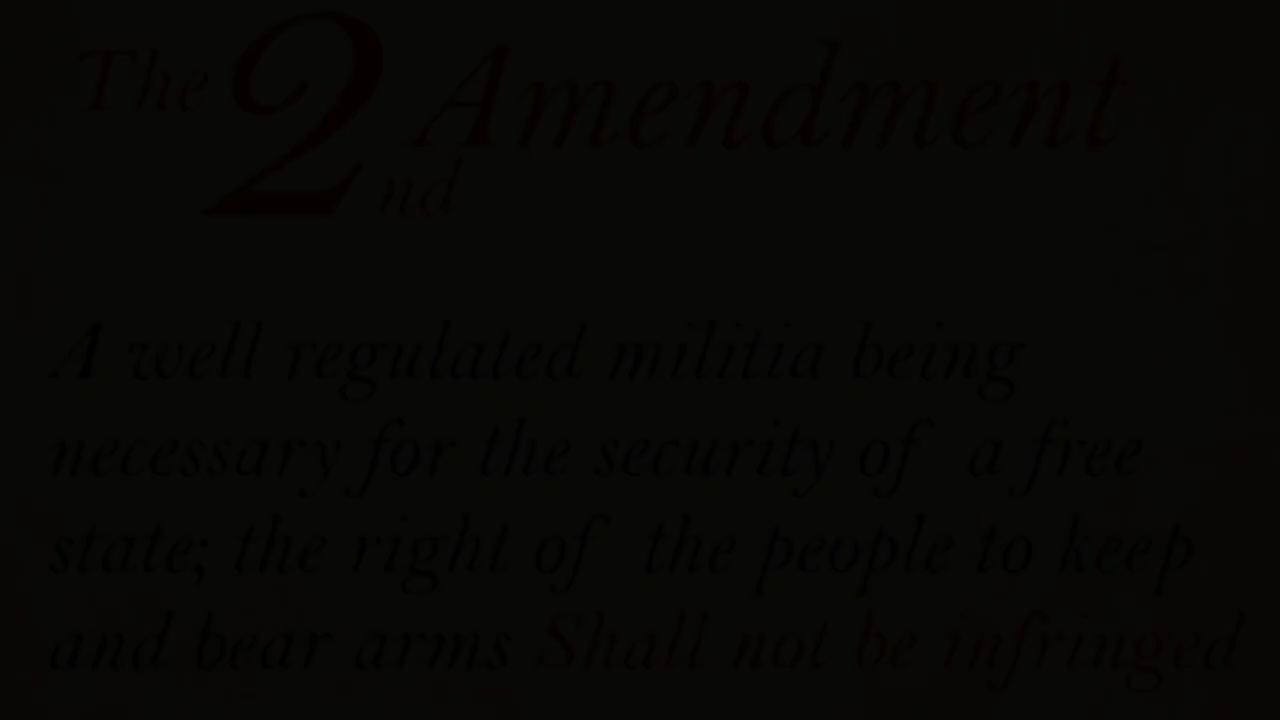 The 2nd Amendment
A well regulated militia being
necessary for the security of a free
state; the right of the people to keep
and bear arms Shall not be infringed